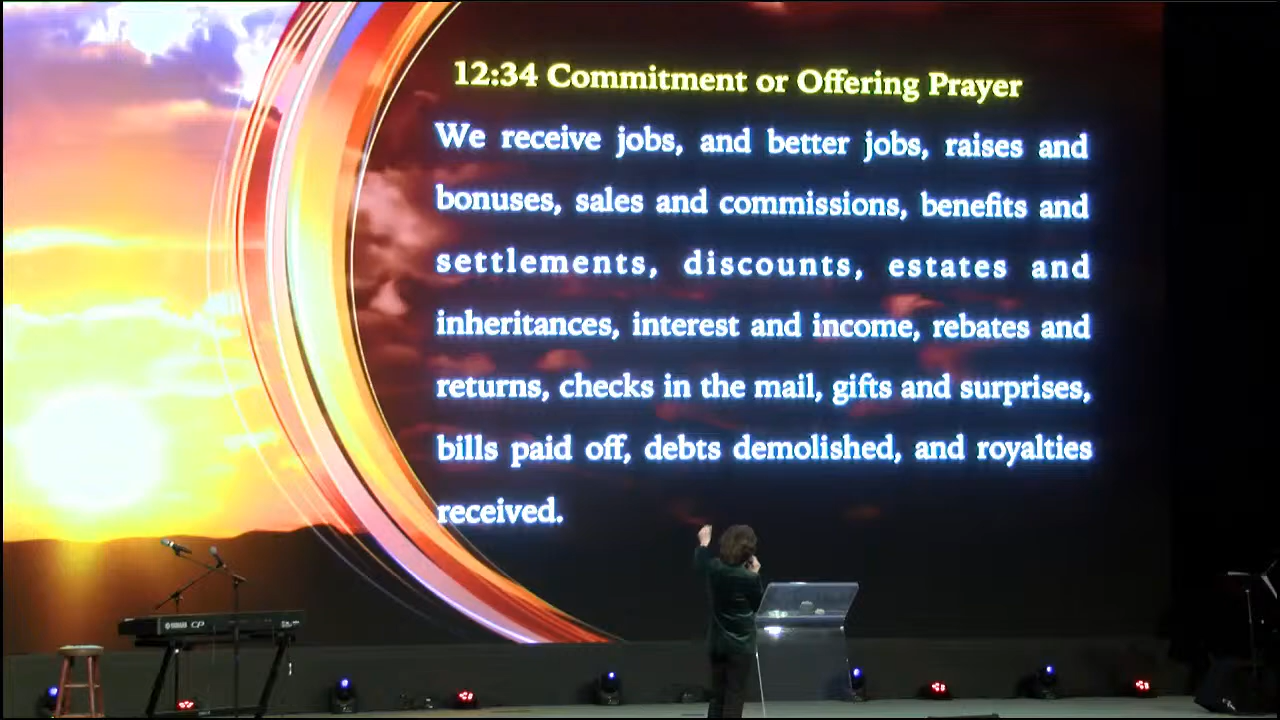 12:34 Commitment or Offering Prayer
We receive jobs, and better jobs, raises and
bonuses, sales and commissions, benefits and
settlements, discounts, estates and
inheritances, interest and income, rebates and
returns, checks in the mail, gifts and surprises,
bills paid off, debts demolished, and royalties
received.
YAMAHA CP